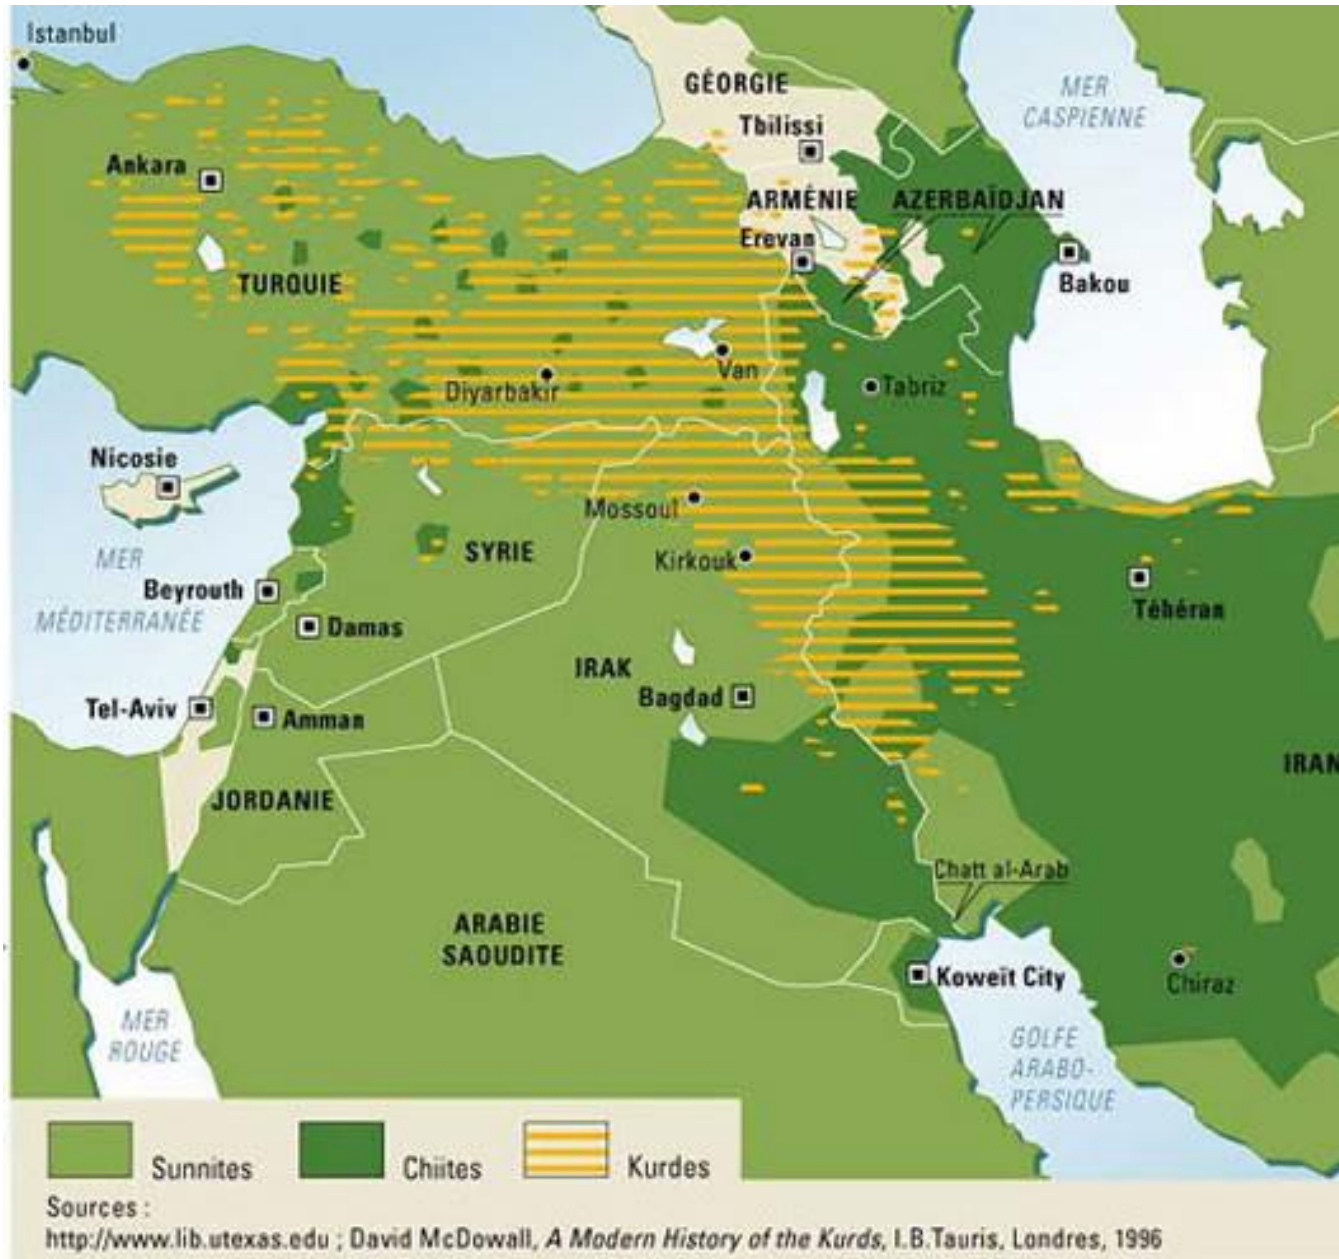 Istanbul
GÉORGIE
MER
CASPIENNE
Tbilissi
Ankara
ARMÉNIE
AZERBAÏDJAN
Erevan
Bakou
TURQUIE
Van
Diyarbakir
Tabriz
Nicosie
Mossoul
SYRIE
Kirkouk
MER
MÉDITERRANÉE
Beyrouth
Téhéran
Damas
IRAK
Bagdad
Tel-Aviv
Amman
IRAN
JORDANIE
Chatt al-Arab
ARABIE
SAOUDITE
Koweït City
Chiraz
MER
ROUGE
GOLFE
ARABO-
PERSIQUE
Sunnites
Chiites
Kurdes
Sources :
http://www.lib.utexas.edu ; David McDowall, A Modern History of the Kurds, I.B.Tauris, Londres, 1996